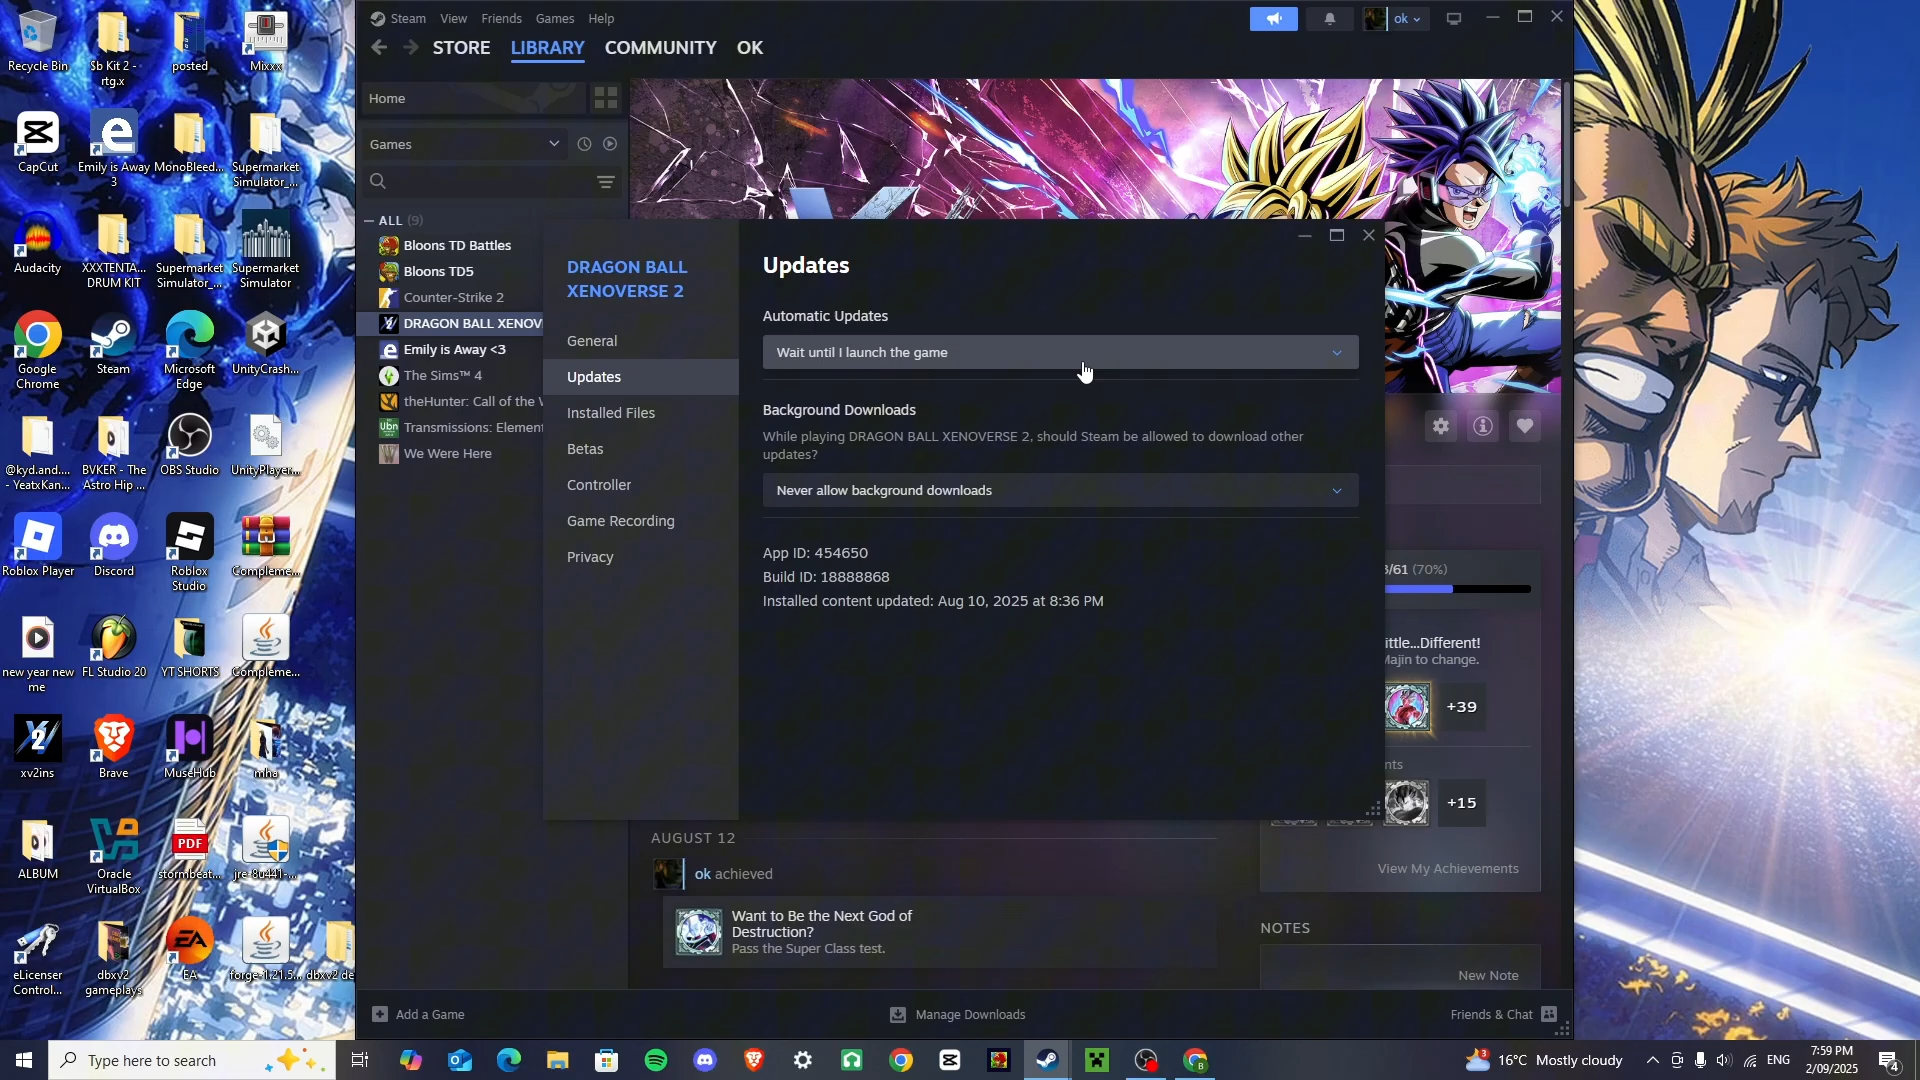 Recycle Bin
$b Kit 2 -
rtg.x
posted
Mixxx
CapCut
Emily is Away
3
MonoBleed...
Supermarket
Simulator_...
Audacity
XXXTENTA...
DRUM KIT
Supermarket
Simulator_...
Supermarket
Simulator
Google
Chrome
Steam
Microsoft
Edge
UnityCrash...
@kyd.and....
- YeatxKan...
BVKER - The
Astro Hip ...
OBS Studio
UnityPlayer...
Roblox Player
Discord
Roblox
Studio
Compleme...
new year new
me
FL Studio 20
YT SHORTS
Compleme...
xv2ins
Brave
MuseHub
mha
ALBUM
Oracle
VirtualBox
PDF
stormbeat...
jre-8u441-...
eLicenser
Control...
dbxv2
gameplays
EA
EA
forge-1.21.5...
dbxv2 de
Steam
View
Friends
Games
Help
ok
STORE
LIBRARY
COMMUNITY
OK
Home
Games
ALL (9)
Bloons TD Battles
Bloons TD5
Counter-Strike 2
DRAGON BALL XENOV
Emily is Away <3
The Sims™ 4
theHunter: Call of the
Transmissions: Element
We Were Here
DRAGON BALL
XENOVERSE 2
General
Updates
Installed Files
Betas
Controller
Game Recording
Privacy
Updates
Automatic Updates
Wait until I launch the game
Background Downloads
While playing DRAGON BALL XENOVERSE 2, should Steam be allowed to download other
updates?
Never allow background downloads
App ID: 454650
Build ID: 18888868
Installed content updated: Aug 10, 2025 at 8:36 PM
/61 (70%)
ittle...Different!
Majin to change.
+39
nts
+15
View My Achievements
AUGUST 12
ok achieved
Want to Be the Next God of
Destruction?
Pass the Super Class test.
NOTES
New Note
Add a Game
Manage Downloads
Friends & Chat
Type here to search
16°C Mostly cloudy
ENG
7:59 PM
2/09/2025
4